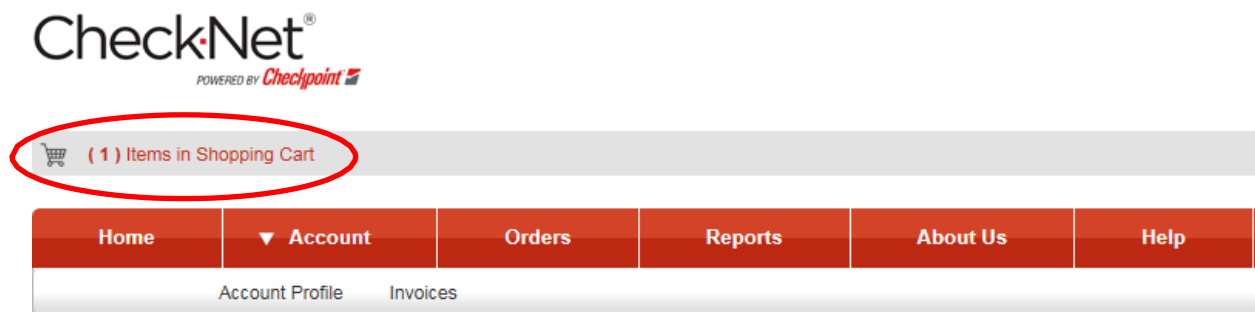 Check·Net®
POWERED BY Checkpoint
( 1 ) Items in Shopping Cart
Home ▼ Account Orders Reports About Us Help
Account Profile Invoices